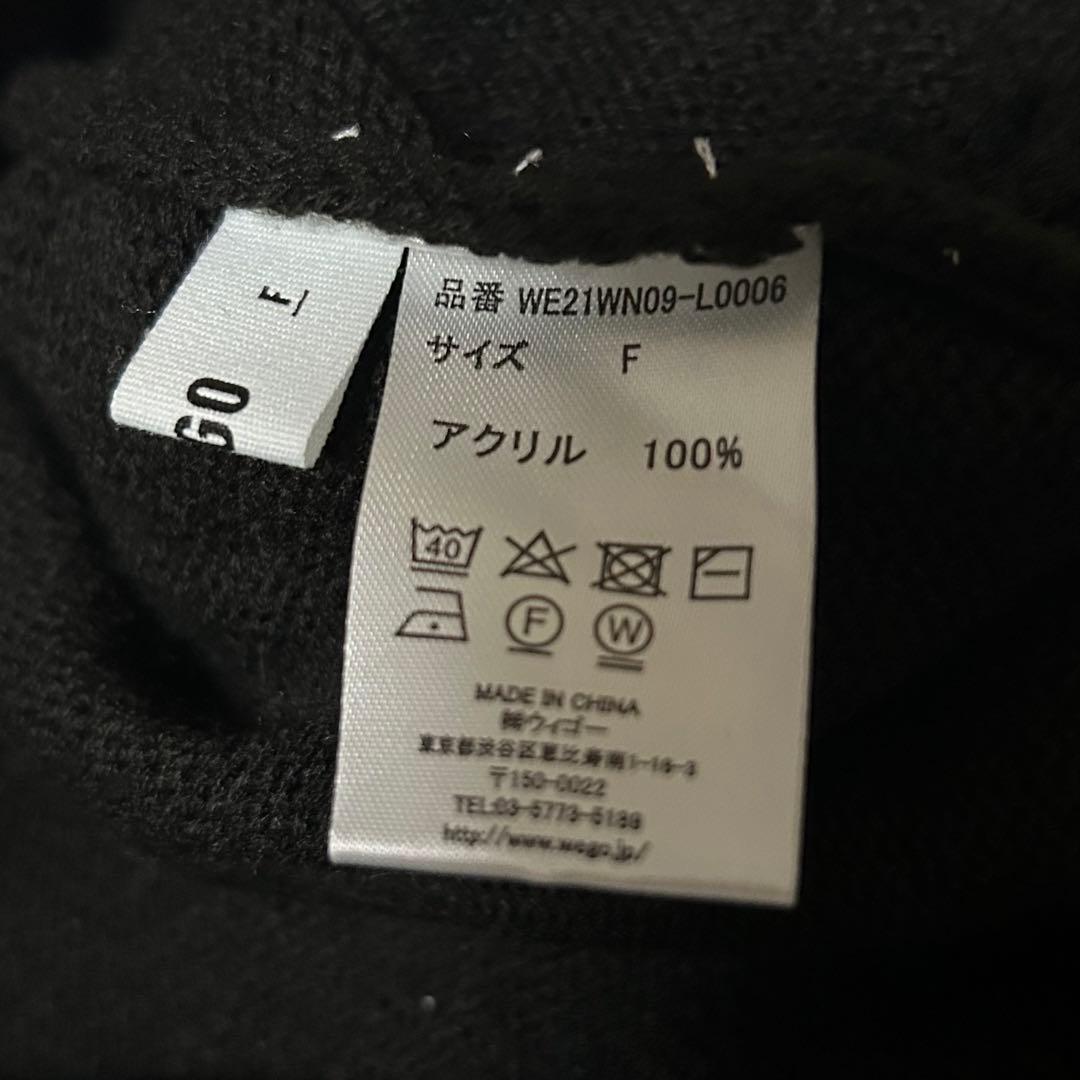 F
GO
品番 WE21WN09-L0006
サイズ F
アクリル 100%
40
F
W
MADE IN CHINA
㈱ウィゴー
東京都渋谷区恵比寿南1-16-3
〒150-0022
TEL:03-5773-5188
http://www.wego.jp/